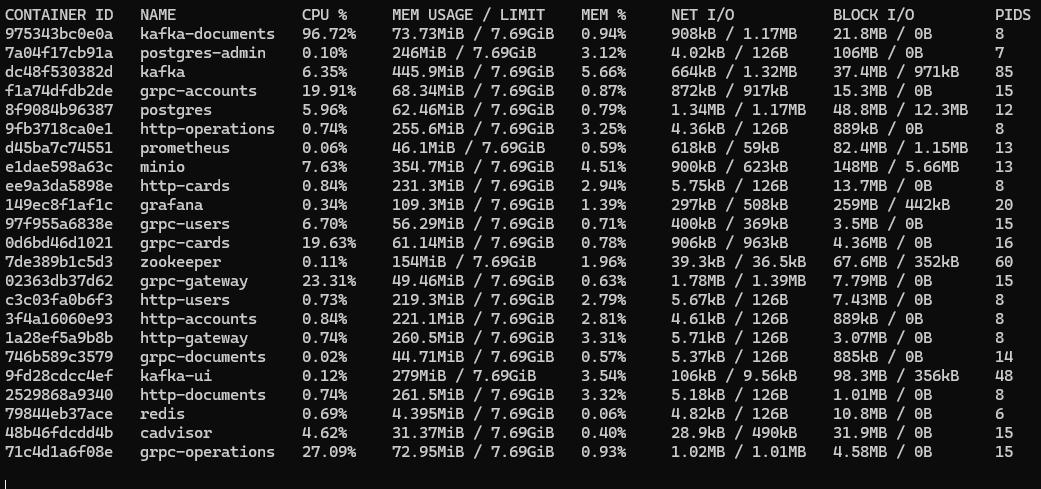 CONTAINER ID NAME CPU % MEM USAGE / LIMIT MEM % NET I/O BLOCK I/O PIDS
975343bc0e0a kafka-documents 96.72% 73.73MiB / 7.69GiB 0.94% 908kB / 1.17MB 21.8MB / 0B 8
7a04f17cb91a postgres-admin 0.10% 246MiB / 7.69GiB 3.12% 4.02kB / 126B 106MB / 0B 7
dc48f530382d kafka 6.35% 445.9MiB / 7.69GiB 5.66% 664kB / 1.32MB 37.4MB / 971kB 85
f1a74dfdb2de grpc-accounts 19.91% 68.34MiB / 7.69GiB 0.87% 872kB / 917kB 15.3MB / 0B 15
8f9084b96387 postgres 5.96% 62.46MiB / 7.69GiB 0.79% 1.34MB / 1.17MB 48.8MB / 12.3MB 12
9fb3718ca0e1 http-operations 0.74% 255.6MiB / 7.69GiB 3.25% 4.36kB / 126B 889kB / 0B 8
d45ba7c74551 prometheus 0.06% 46.1MiB / 7.69GiB 0.59% 618kB / 59kB 82.4MB / 1.15MB 13
e1dae598a63c minio 7.63% 354.7MiB / 7.69GiB 4.51% 900kB / 623kB 148MB / 5.66MB 13
ee9a3da5898e http-cards 0.84% 231.3MiB / 7.69GiB 2.94% 5.75kB / 126B 13.7MB / 0B 8
149ec8f1af1c grafana 0.34% 109.3MiB / 7.69GiB 1.39% 297kB / 508kB 259MB / 442kB 20
97f955a6838e grpc-users 6.70% 56.29MiB / 7.69GiB 0.71% 400kB / 369kB 3.5MB / 0B 15
0d6bd46d1021 grpc-cards 19.63% 61.14MiB / 7.69GiB 0.78% 906kB / 963kB 4.36MB / 0B 16
7de389b1c5d3 zookeeper 0.11% 154MiB / 7.69GiB 1.96% 39.3kB / 36.5kB 67.6MB / 352kB 60
02363db37d62 grpc-gateway 23.31% 49.46MiB / 7.69GiB 0.63% 1.78MB / 1.39MB 7.79MB / 0B 15
c3c03fa0b6f3 http-users 0.73% 219.3MiB / 7.69GiB 2.79% 5.67kB / 126B 7.43MB / 0B 8
3f4a16060e93 http-accounts 0.84% 221.1MiB / 7.69GiB 2.81% 4.61kB / 126B 889kB / 0B 8
1a28ef5a9b8b http-gateway 0.74% 260.5MiB / 7.69GiB 3.31% 5.71kB / 126B 3.07MB / 0B 8
746b589c3579 grpc-documents 0.02% 44.71MiB / 7.69GiB 0.57% 5.37kB / 126B 885kB / 0B 14
9fd28cdcc4ef kafka-ui 0.12% 279MiB / 7.69GiB 3.54% 106kB / 9.56kB 98.3MB / 356kB 48
2529868a9340 http-documents 0.74% 261.5MiB / 7.69GiB 3.32% 5.18kB / 126B 1.01MB / 0B 8
79844eb37ace redis 0.69% 4.395MiB / 7.69GiB 0.06% 4.82kB / 126B 10.8MB / 0B 6
48b46fdcdd4b cadvisor 4.62% 31.37MiB / 7.69GiB 0.40% 28.9kB / 490kB 31.9MB / 0B 15
71c4d1a6f08e grpc-operations 27.09% 72.95MiB / 7.69GiB 0.93% 1.02MB / 1.01MB 4.58MB / 0B 15